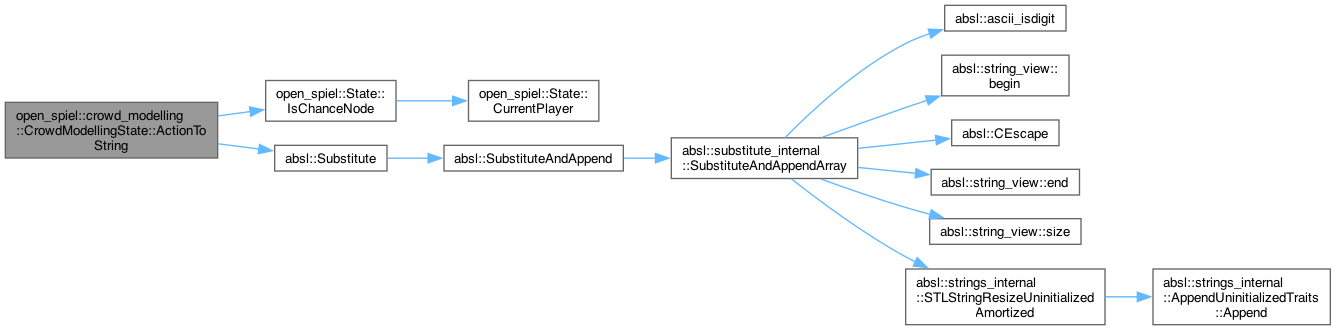 open_spiel::crowd_modelling
::CrowdModellingState::ActionTo
String
open_spiel::State::
IsChanceNode
open_spiel::State::
CurrentPlayer
absl::Substitute
absl::SubstituteAndAppend
absl::substitute_internal
::SubstituteAndAppendArray
absl::ascii_isdigit
absl::string_view::
begin
absl::CEscape
absl::string_view::end
absl::string_view::size
absl::strings_internal
::STLStringResizeUninitialized
Amortized
absl::strings_internal
::AppendUninitializedTraits
::Append